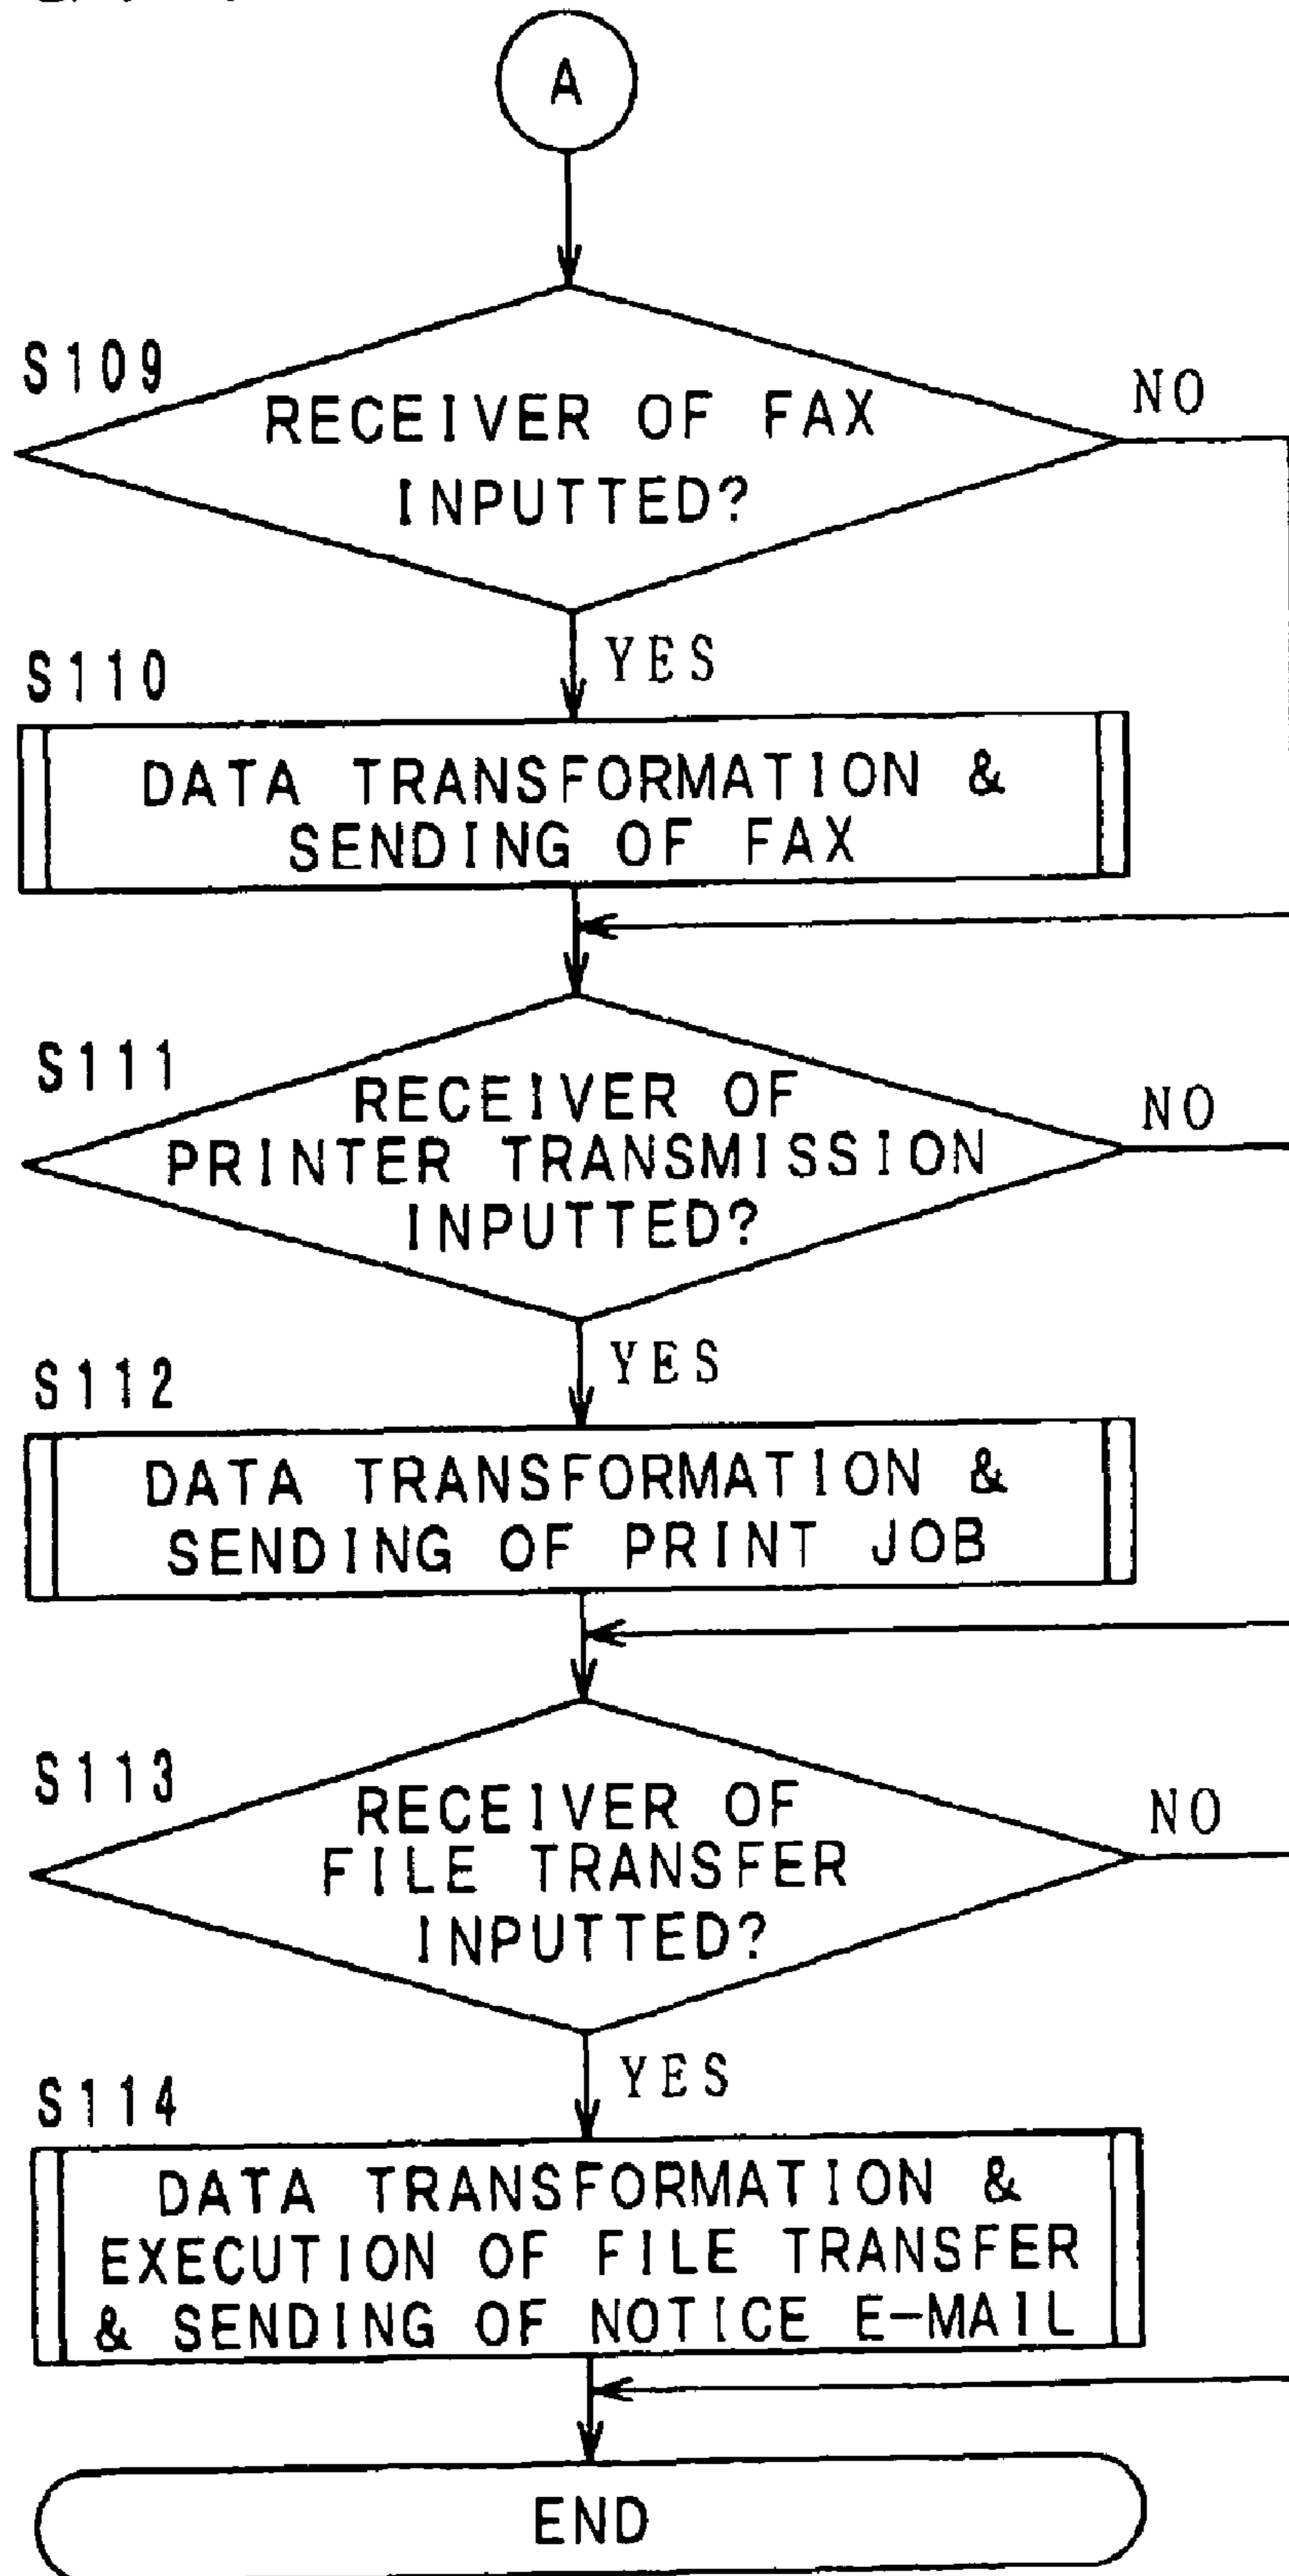 A
S109
RECEIVER OF FAX
INPUTTED?
NO
YES
S110
DATA TRANSFORMATION &
SENDING OF FAX
S111
RECEIVER OF
PRINTER TRANSMISSION
INPUTTED?
NO
YES
S112
DATA TRANSFORMATION &
SENDING OF PRINT JOB
S113
RECEIVER OF
FILE TRANSFER
INPUTTED?
NO
YES
S114
DATA TRANSFORMATION &
EXECUTION OF FILE TRANSFER
& SENDING OF NOTICE E-MAIL
END